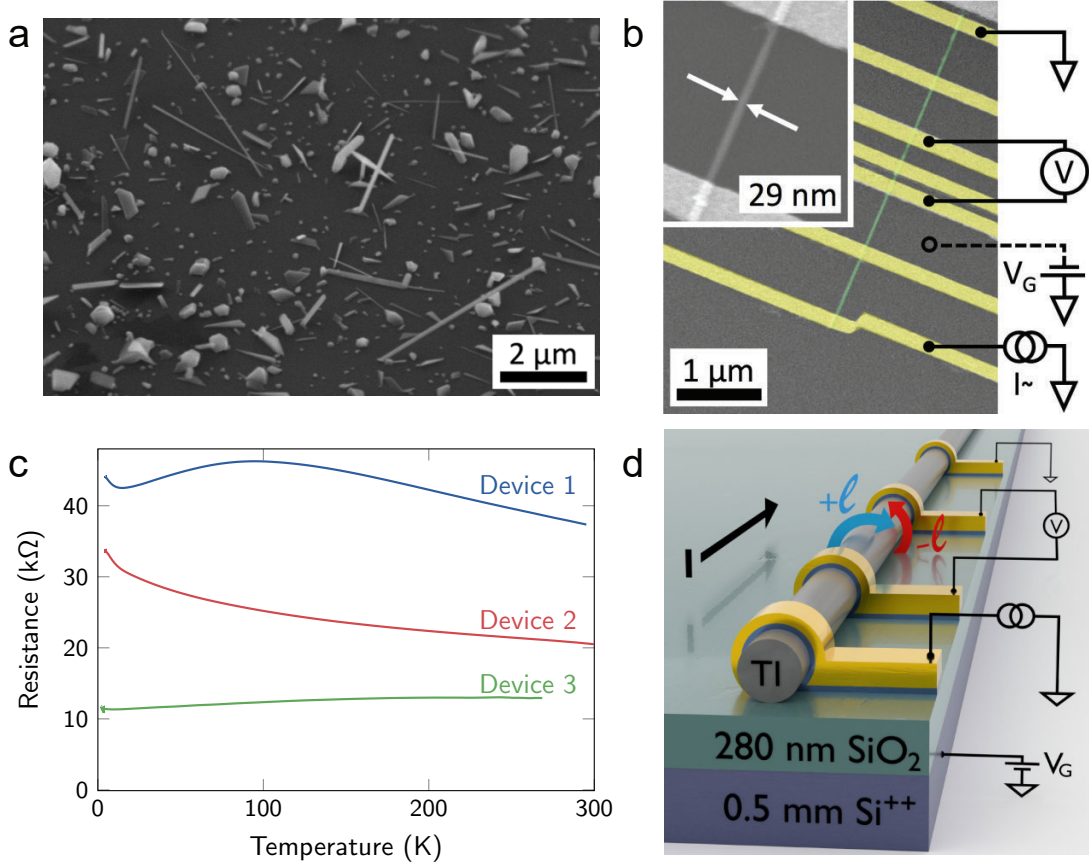 a
2 μm
b
29 nm
V
V_G
I~
1 μm
c
Resistance (kΩ)
40
30
20
10
0
Device 1
Device 2
Device 3
0
100
200
300
Temperature (K)
d
+ℓ
-ℓ
I
V
TI
280 nm SiO₂
V_G
0.5 mm Si⁺⁺